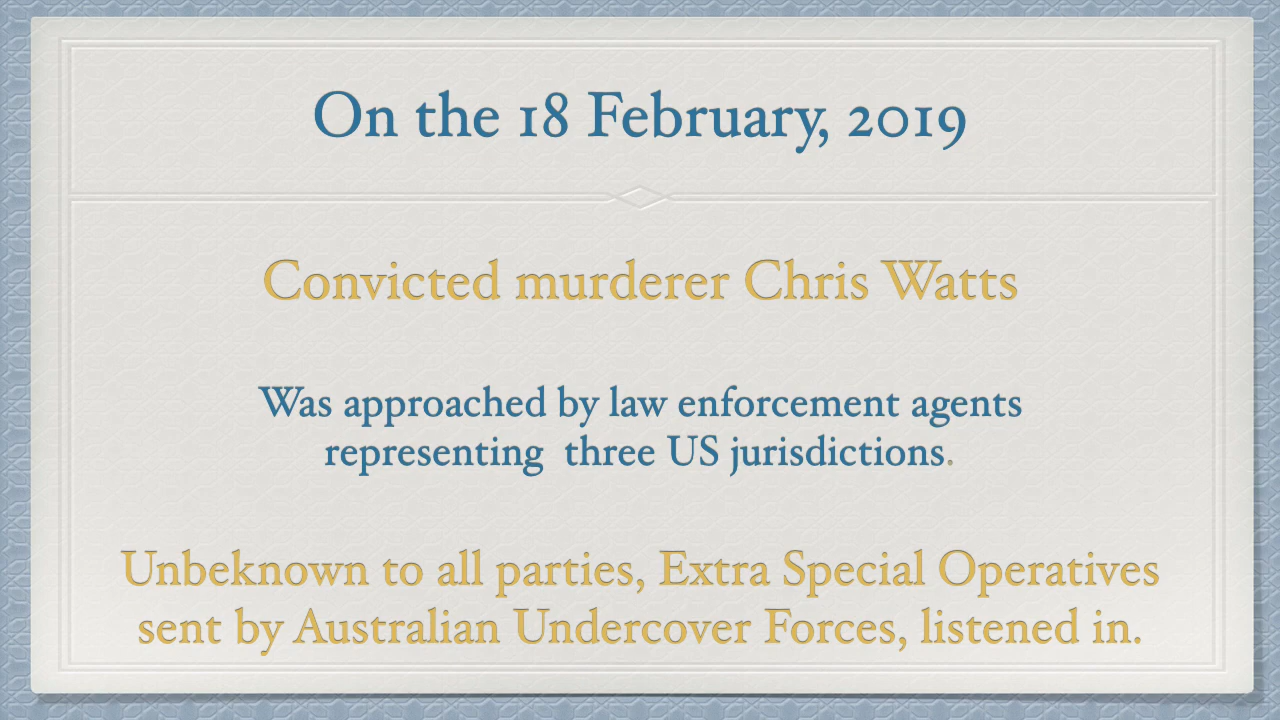 On the 18 February, 2019
Convicted murderer Chris Watts
Was approached by law enforcement agents
representing  three US jurisdictions.
Unbeknown to all parties, Extra Special Operatives
sent by Australian Undercover Forces, listened in.